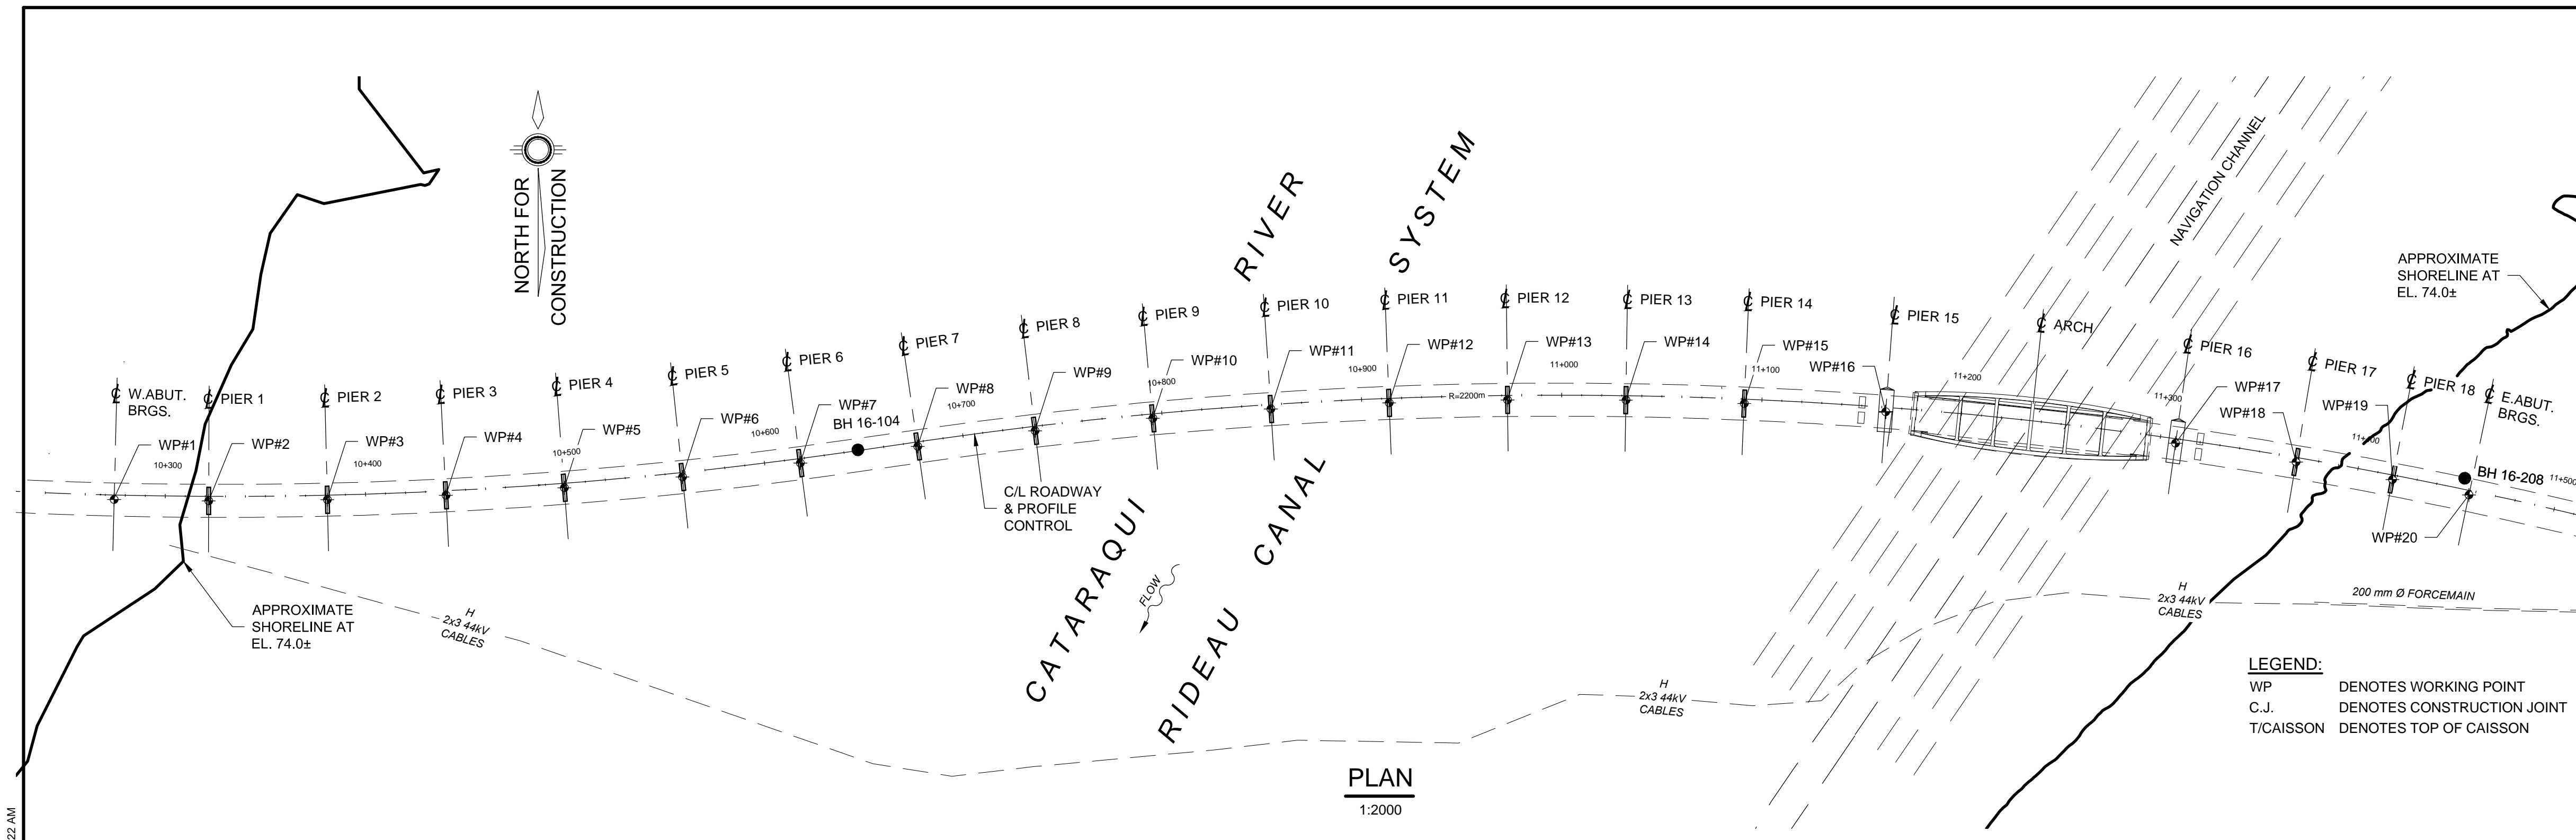 NORTH FOR
CONSTRUCTION
RIVER
SYSTEM
NAVIGATION CHANNEL
APPROXIMATE
SHORELINE AT
EL. 74.0±
℄ W.ABUT.
BRGS.
℄ PIER 1
℄ PIER 2
℄ PIER 3
℄ PIER 4
℄ PIER 5
℄ PIER 6
℄ PIER 7
℄ PIER 8
℄ PIER 9
℄ PIER 10
℄ PIER 11
℄ PIER 12
℄ PIER 13
℄ PIER 14
℄ PIER 15
℄ ARCH
℄ PIER 16
℄ PIER 17
℄ PIER 18
℄ E.ABUT.
BRGS.
WP#1
WP#2
WP#3
WP#4
WP#5
WP#6
WP#7
BH 16-104
WP#8
WP#9
WP#10
WP#11
WP#12
WP#13
WP#14
WP#15
WP#16
WP#17
WP#18
WP#19
WP#20
BH 16-208
10+300
10+400
10+500
10+600
10+700
10+800
10+900
11+000
11+100
11+200
11+300
11+400
11+500
R=2200m
C/L ROADWAY
& PROFILE
CONTROL
CATARAQUI
RIDEAU CANAL
FLOW
APPROXIMATE
SHORELINE AT
EL. 74.0±
H
2x3 44kV
CABLES
H
2x3 44kV
CABLES
H
2x3 44kV
CABLES
200 mm Ø FORCEMAIN
LEGEND:
WP DENOTES WORKING POINT
C.J. DENOTES CONSTRUCTION JOINT
T/CAISSON DENOTES TOP OF CAISSON
PLAN
1:2000
22 AM